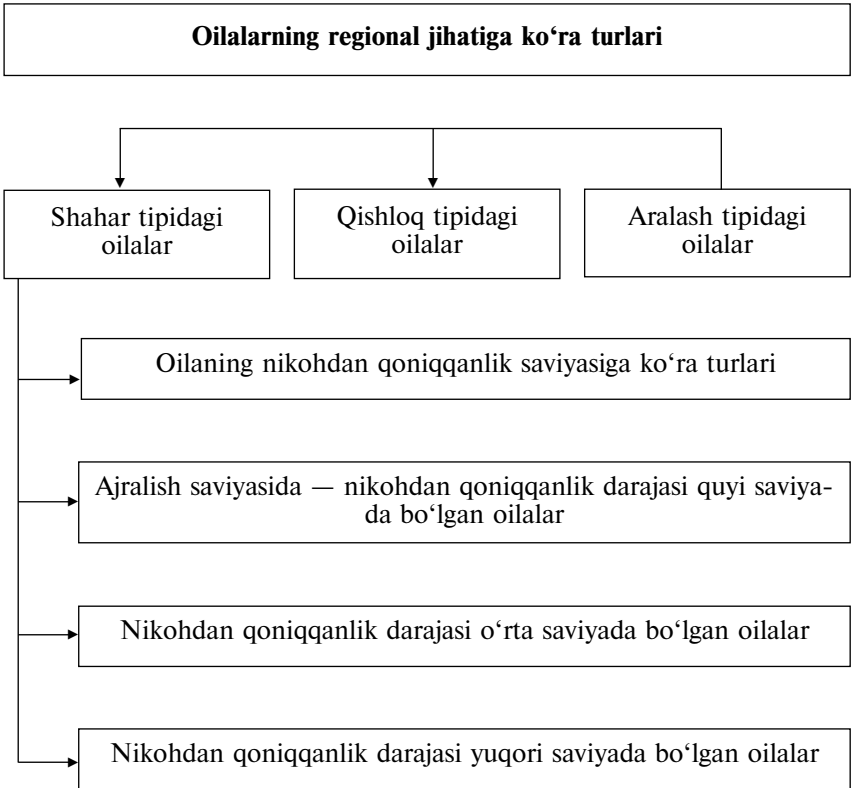 Oilalarning regional jihatiga ko‘ra turlari
Shahar tipidagi
oilalar
Qishloq tipidagi
oilalar
Aralash tipidagi
oilalar
Oilaning nikohdan qoniqqanlik saviyasiga ko‘ra turlari
Ajralish saviyasida — nikohdan qoniqqanlik darajasi quyi saviya-
da bo‘lgan oilalar
Nikohdan qoniqqanlik darajasi o‘rta saviyada bo‘lgan oilalar
Nikohdan qoniqqanlik darajasi yuqori saviyada bo‘lgan oilalar